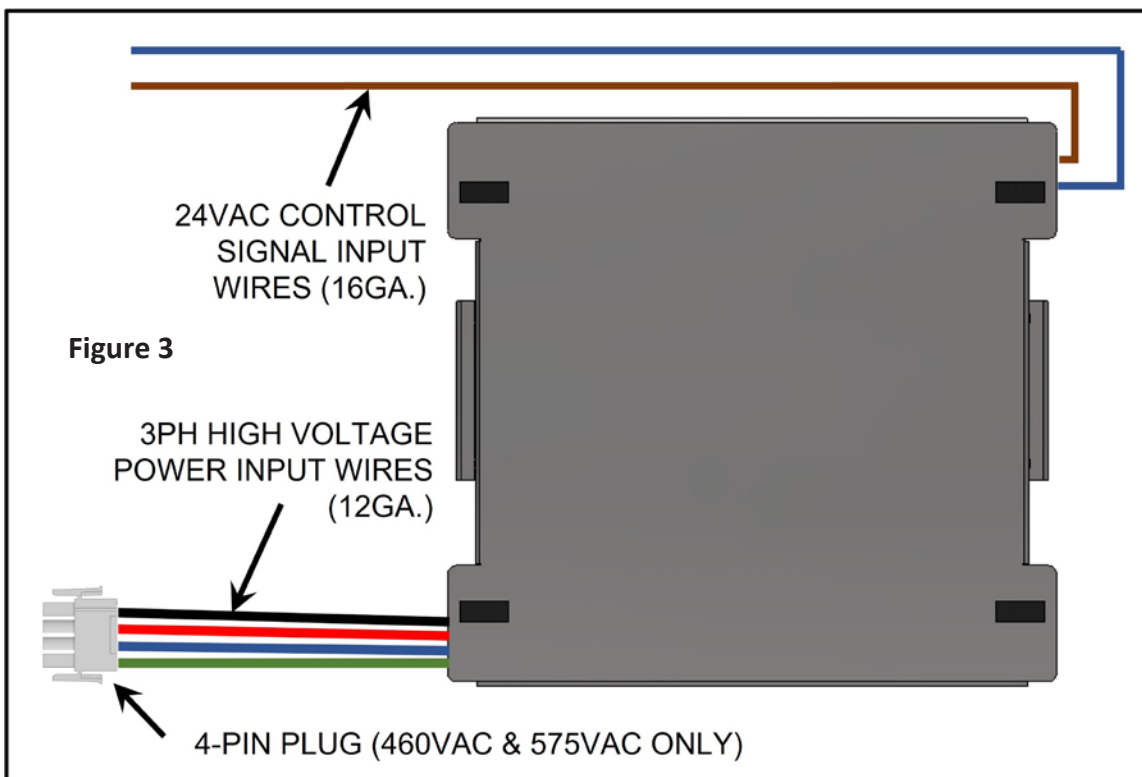 24VAC CONTROL
SIGNAL INPUT
WIRES (16GA.)
Figure 3
3PH HIGH VOLTAGE
POWER INPUT WIRES
(12GA.)
4-PIN PLUG (460VAC & 575VAC ONLY)